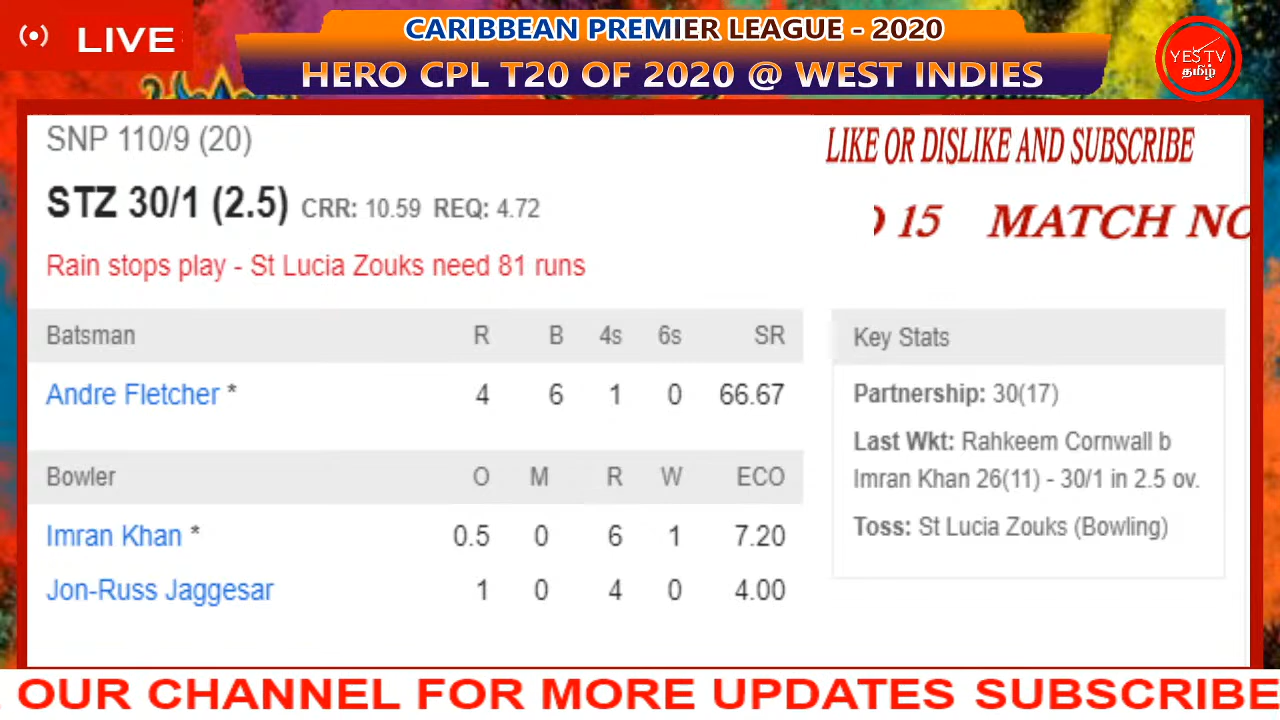 LIVE
CARIBBEAN PREMIER LEAGUE - 2020
HERO CPL T20 OF 2020 @ WEST INDIES
YES TV
தமிழ்
SNP 110/9 (20)
LIKE OR DISLIKE AND SUBSCRIBE
STZ 30/1 (2.5) CRR: 10.59 REQ: 4.72
15 MATCH NO
Rain stops play - St Lucia Zouks need 81 runs
Batsman R B 4s 6s SR
Andre Fletcher * 4 6 1 0 66.67
Bowler O M R W ECO
Imran Khan * 0.5 0 6 1 7.20
Jon-Russ Jaggesar 1 0 4 0 4.00
Key Stats
Partnership: 30(17)
Last Wkt: Rahkeem Cornwall b
Imran Khan 26(11) - 30/1 in 2.5 ov.
Toss: St Lucia Zouks (Bowling)
OUR CHANNEL FOR MORE UPDATES SUBSCRIBE